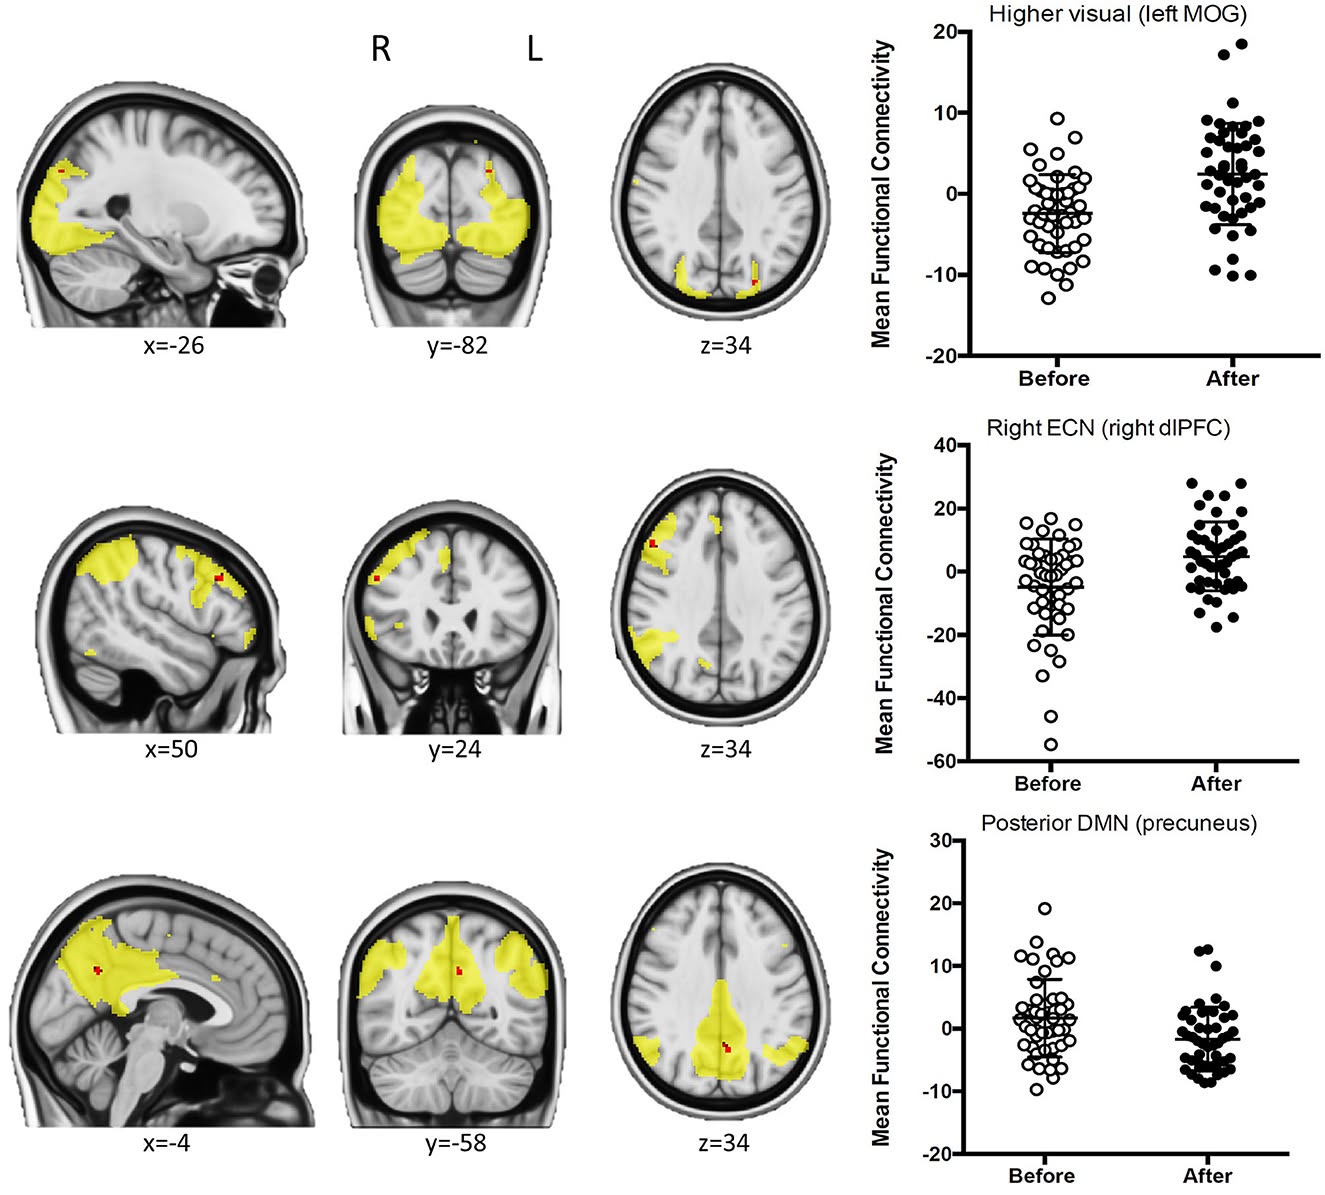 R L
x=-26
y=-82
z=34
Higher visual (left MOG)
Mean Functional Connectivity
20
10
0
-10
-20
Before After
x=50
y=24
z=34
Right ECN (right dlPFC)
Mean Functional Connectivity
40
20
0
-20
-40
-60
Before After
x=-4
y=-58
z=34
Posterior DMN (precuneus)
Mean Functional Connectivity
30
20
10
0
-10
-20
Before After